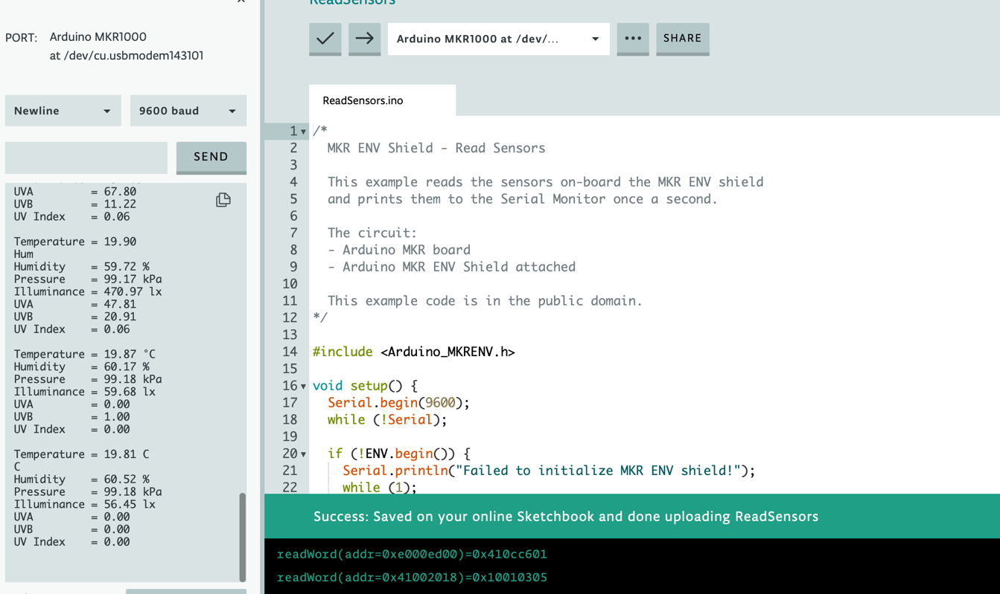 PORT: Arduino MKR1000
at /dev/cu.usbmodem143101
Newline
9600 baud
SEND
UVA = 67.80
UVB = 11.22
UV Index = 0.06
Temperature = 19.90
Hum
Humidity = 59.72 %
Pressure = 99.17 kPa
Illuminance = 470.97 lx
UVA = 47.81
UVB = 20.91
UV Index = 0.06
Temperature = 19.87 °C
Humidity = 60.17 %
Pressure = 99.18 kPa
Illuminance = 59.68 lx
UVA = 0.00
UVB = 1.00
UV Index = 0.00
Temperature = 19.81 C
C
Humidity = 60.52 %
Pressure = 99.18 kPa
Illuminance = 56.45 lx
UVA = 0.00
UVB = 0.00
UV Index = 0.00
ReadSensors
Arduino MKR1000 at /dev/...
SHARE
ReadSensors.ino
1 /*
2 MKR ENV Shield - Read Sensors
3
4 This example reads the sensors on-board the MKR ENV shield
5 and prints them to the Serial Monitor once a second.
6
7 The circuit:
8 - Arduino MKR board
9 - Arduino MKR ENV Shield attached
10
11 This example code is in the public domain.
12 */
13
14 #include <Arduino_MKRENV.h>
15
16 void setup() {
17 Serial.begin(9600);
18 while (!Serial);
19
20 if (!ENV.begin()) {
21 Serial.println("Failed to initialize MKR ENV shield!");
22 while (1);
Success: Saved on your online Sketchbook and done uploading ReadSensors
readWord(addr=0xe000ed00)=0x410cc601
readWord(addr=0x41002018)=0x10010305